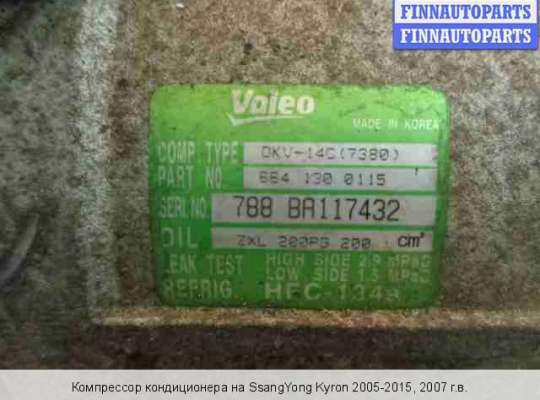 FINNAUTOPARTS
FINNAUTOPARTS
Valeo
MADE IN KOREA
COMP. TYPE DKV-14C(7380)
PART NO. 664 130 0115
SERI.NO. 788 BA117432
OIL ZXL 200PG 200 cm³
LEAK TEST HIGH SIDE 2.9 MPaG
LOW SIDE 1.3 MPaG
REFRIG. HFC-134a
Компрессор кондиционера на SsangYong Kyron 2005-2015, 2007 г.в.